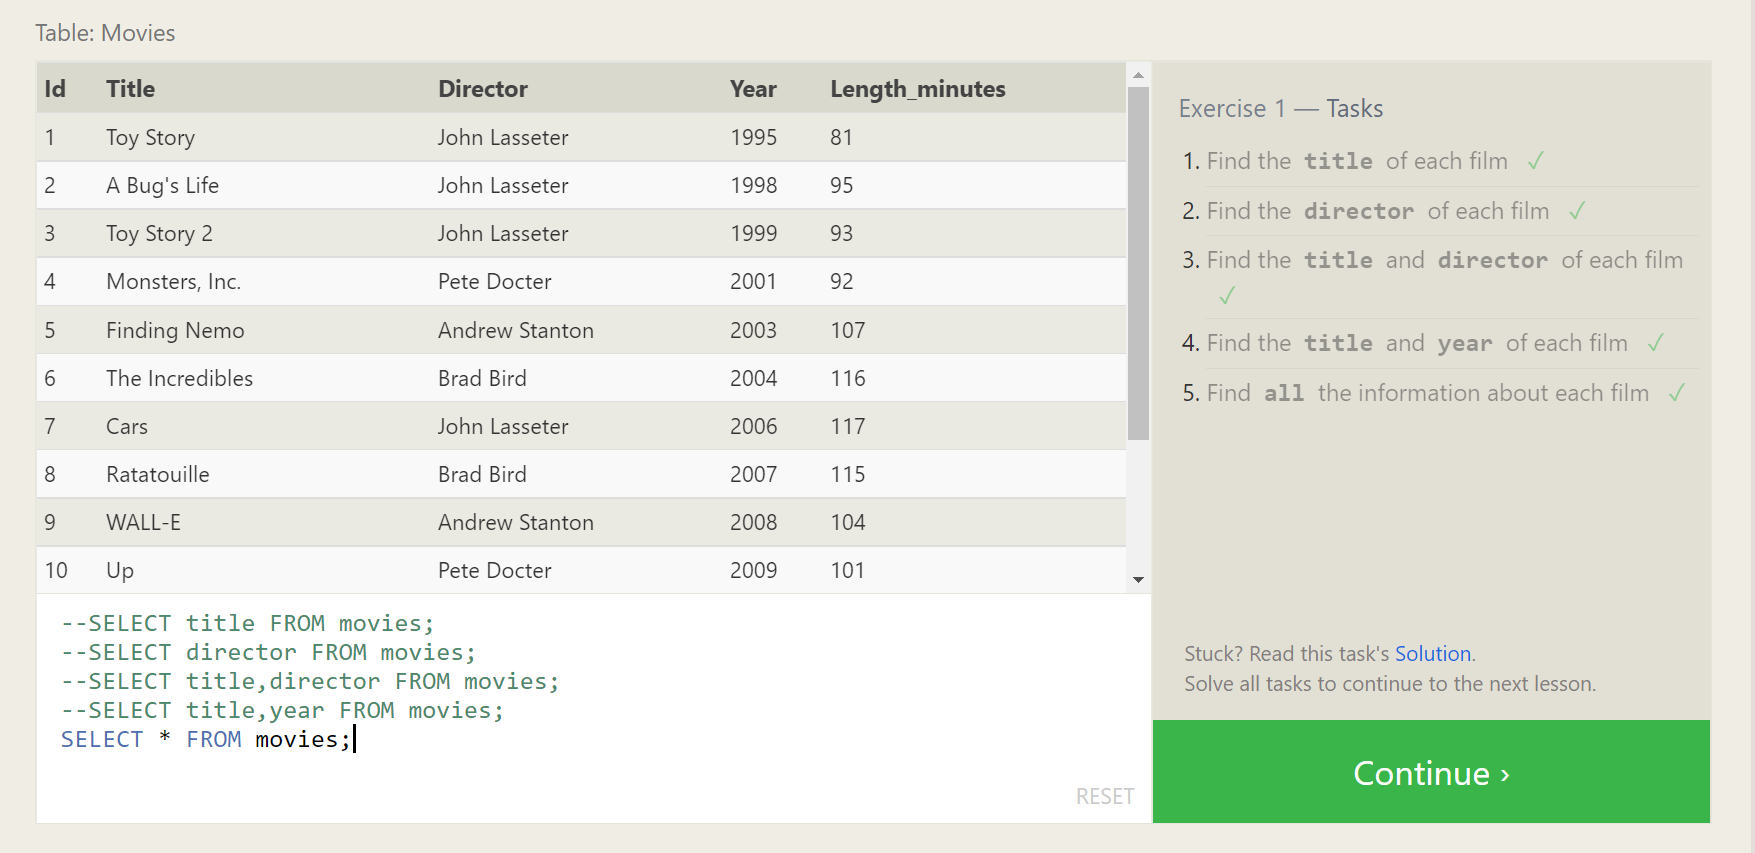 Table: Movies
Id Title Director Year Length_minutes
1 Toy Story John Lasseter 1995 81
2 A Bug's Life John Lasseter 1998 95
3 Toy Story 2 John Lasseter 1999 93
4 Monsters, Inc. Pete Docter 2001 92
5 Finding Nemo Andrew Stanton 2003 107
6 The Incredibles Brad Bird 2004 116
7 Cars John Lasseter 2006 117
8 Ratatouille Brad Bird 2007 115
9 WALL-E Andrew Stanton 2008 104
10 Up Pete Docter 2009 101
--SELECT title FROM movies;
--SELECT director FROM movies;
--SELECT title,director FROM movies;
--SELECT title,year FROM movies;
SELECT * FROM movies;
RESET
Exercise 1 — Tasks
1. Find the title of each film ✓
2. Find the director of each film ✓
3. Find the title and director of each film
✓
4. Find the title and year of each film ✓
5. Find all the information about each film ✓
Stuck? Read this task's Solution.
Solve all tasks to continue to the next lesson.
Continue ›